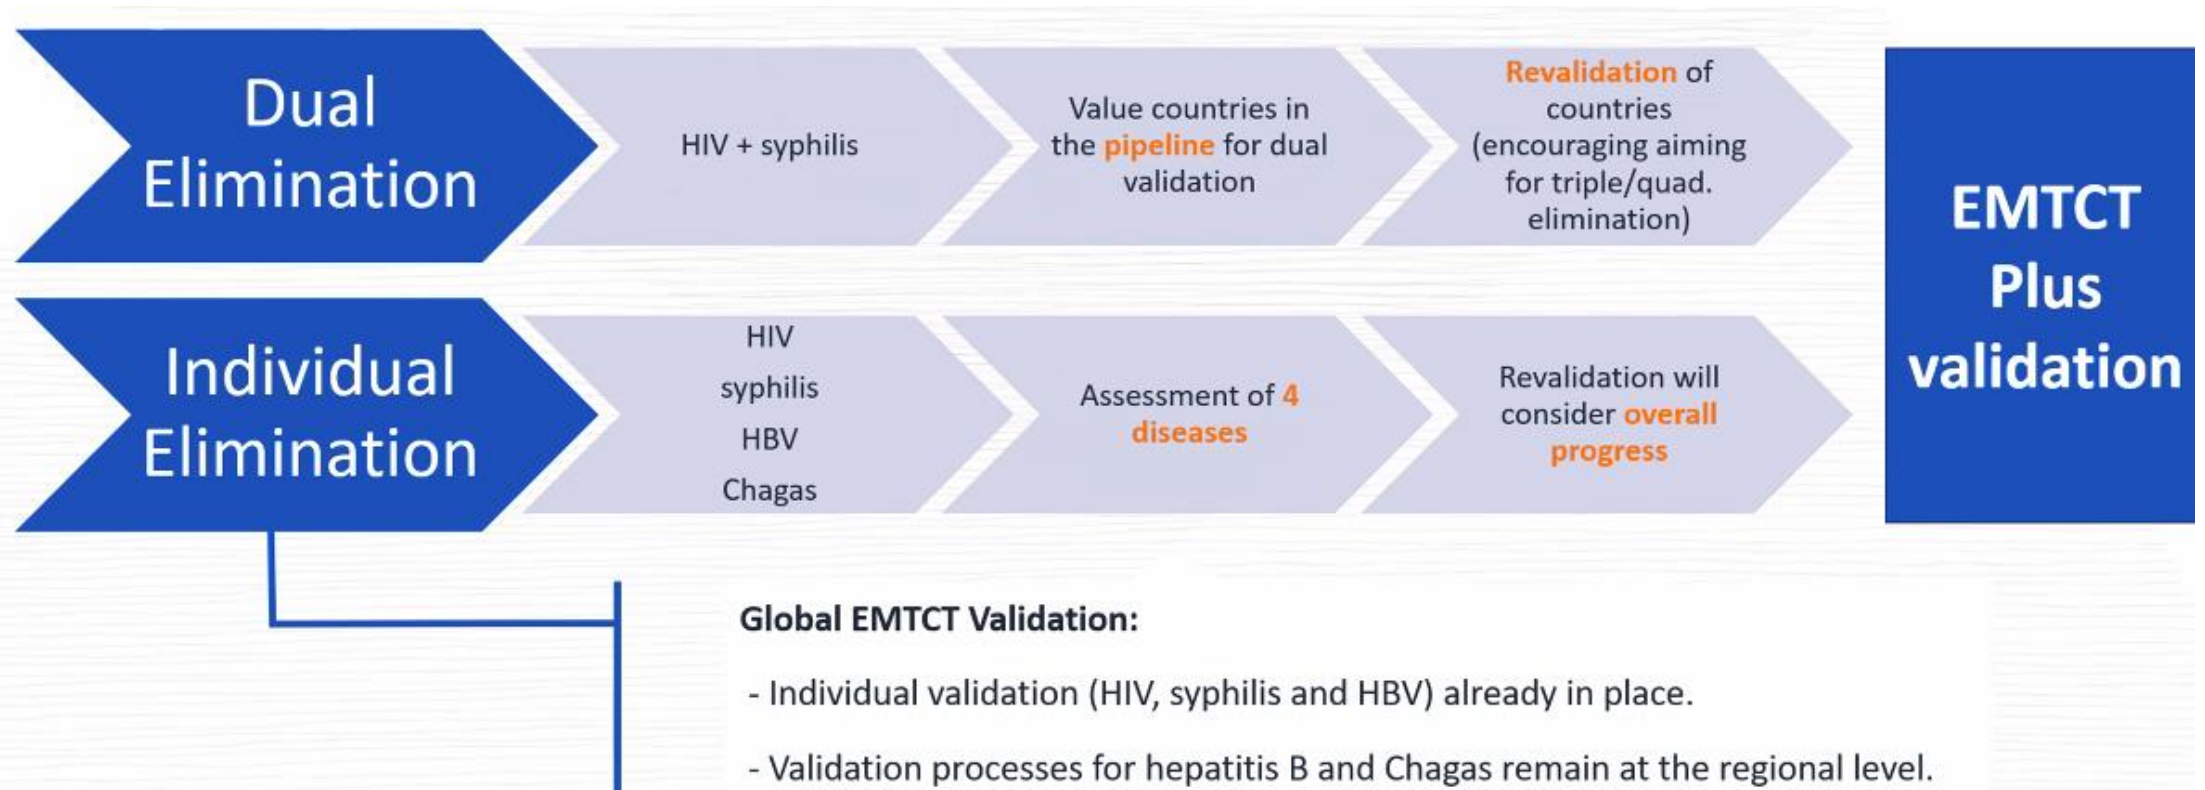 Dual
Elimination
HIV + syphilis
Value countries in
the pipeline for dual
validation
Revalidation of
countries
(encouraging aiming
for triple/quad.
elimination)
Individual
Elimination
HIV
syphilis
HBV
Chagas
Assessment of 4
diseases
Revalidation will
consider overall
progress
EMTCT
Plus
validation
Global EMTCT Validation:
- Individual validation (HIV, syphilis and HBV) already in place.
- Validation processes for hepatitis B and Chagas remain at the regional level.